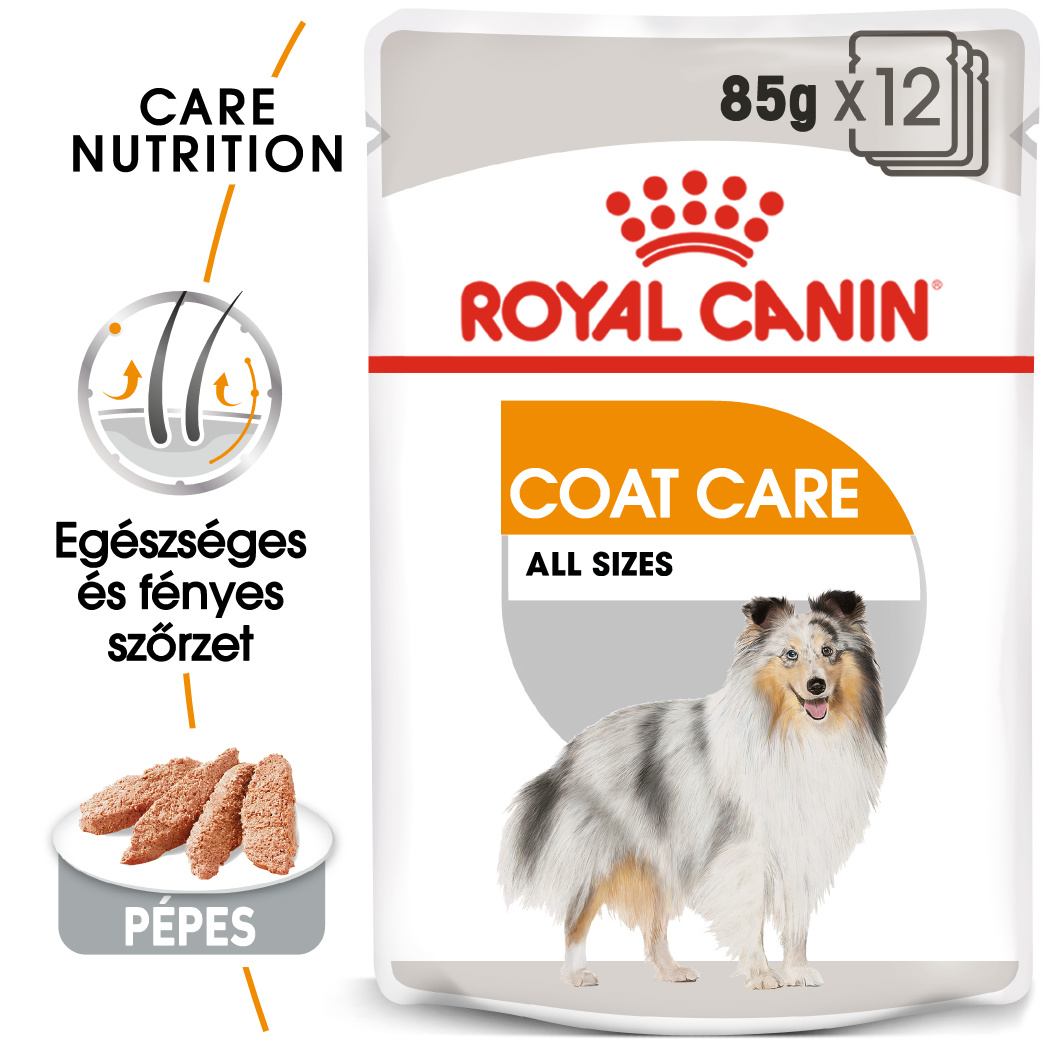 CARE
NUTRITION
Egészséges
és fényes
szőrzet
PÉPES
85g x12
ROYAL CANIN®
COAT CARE
ALL SIZES